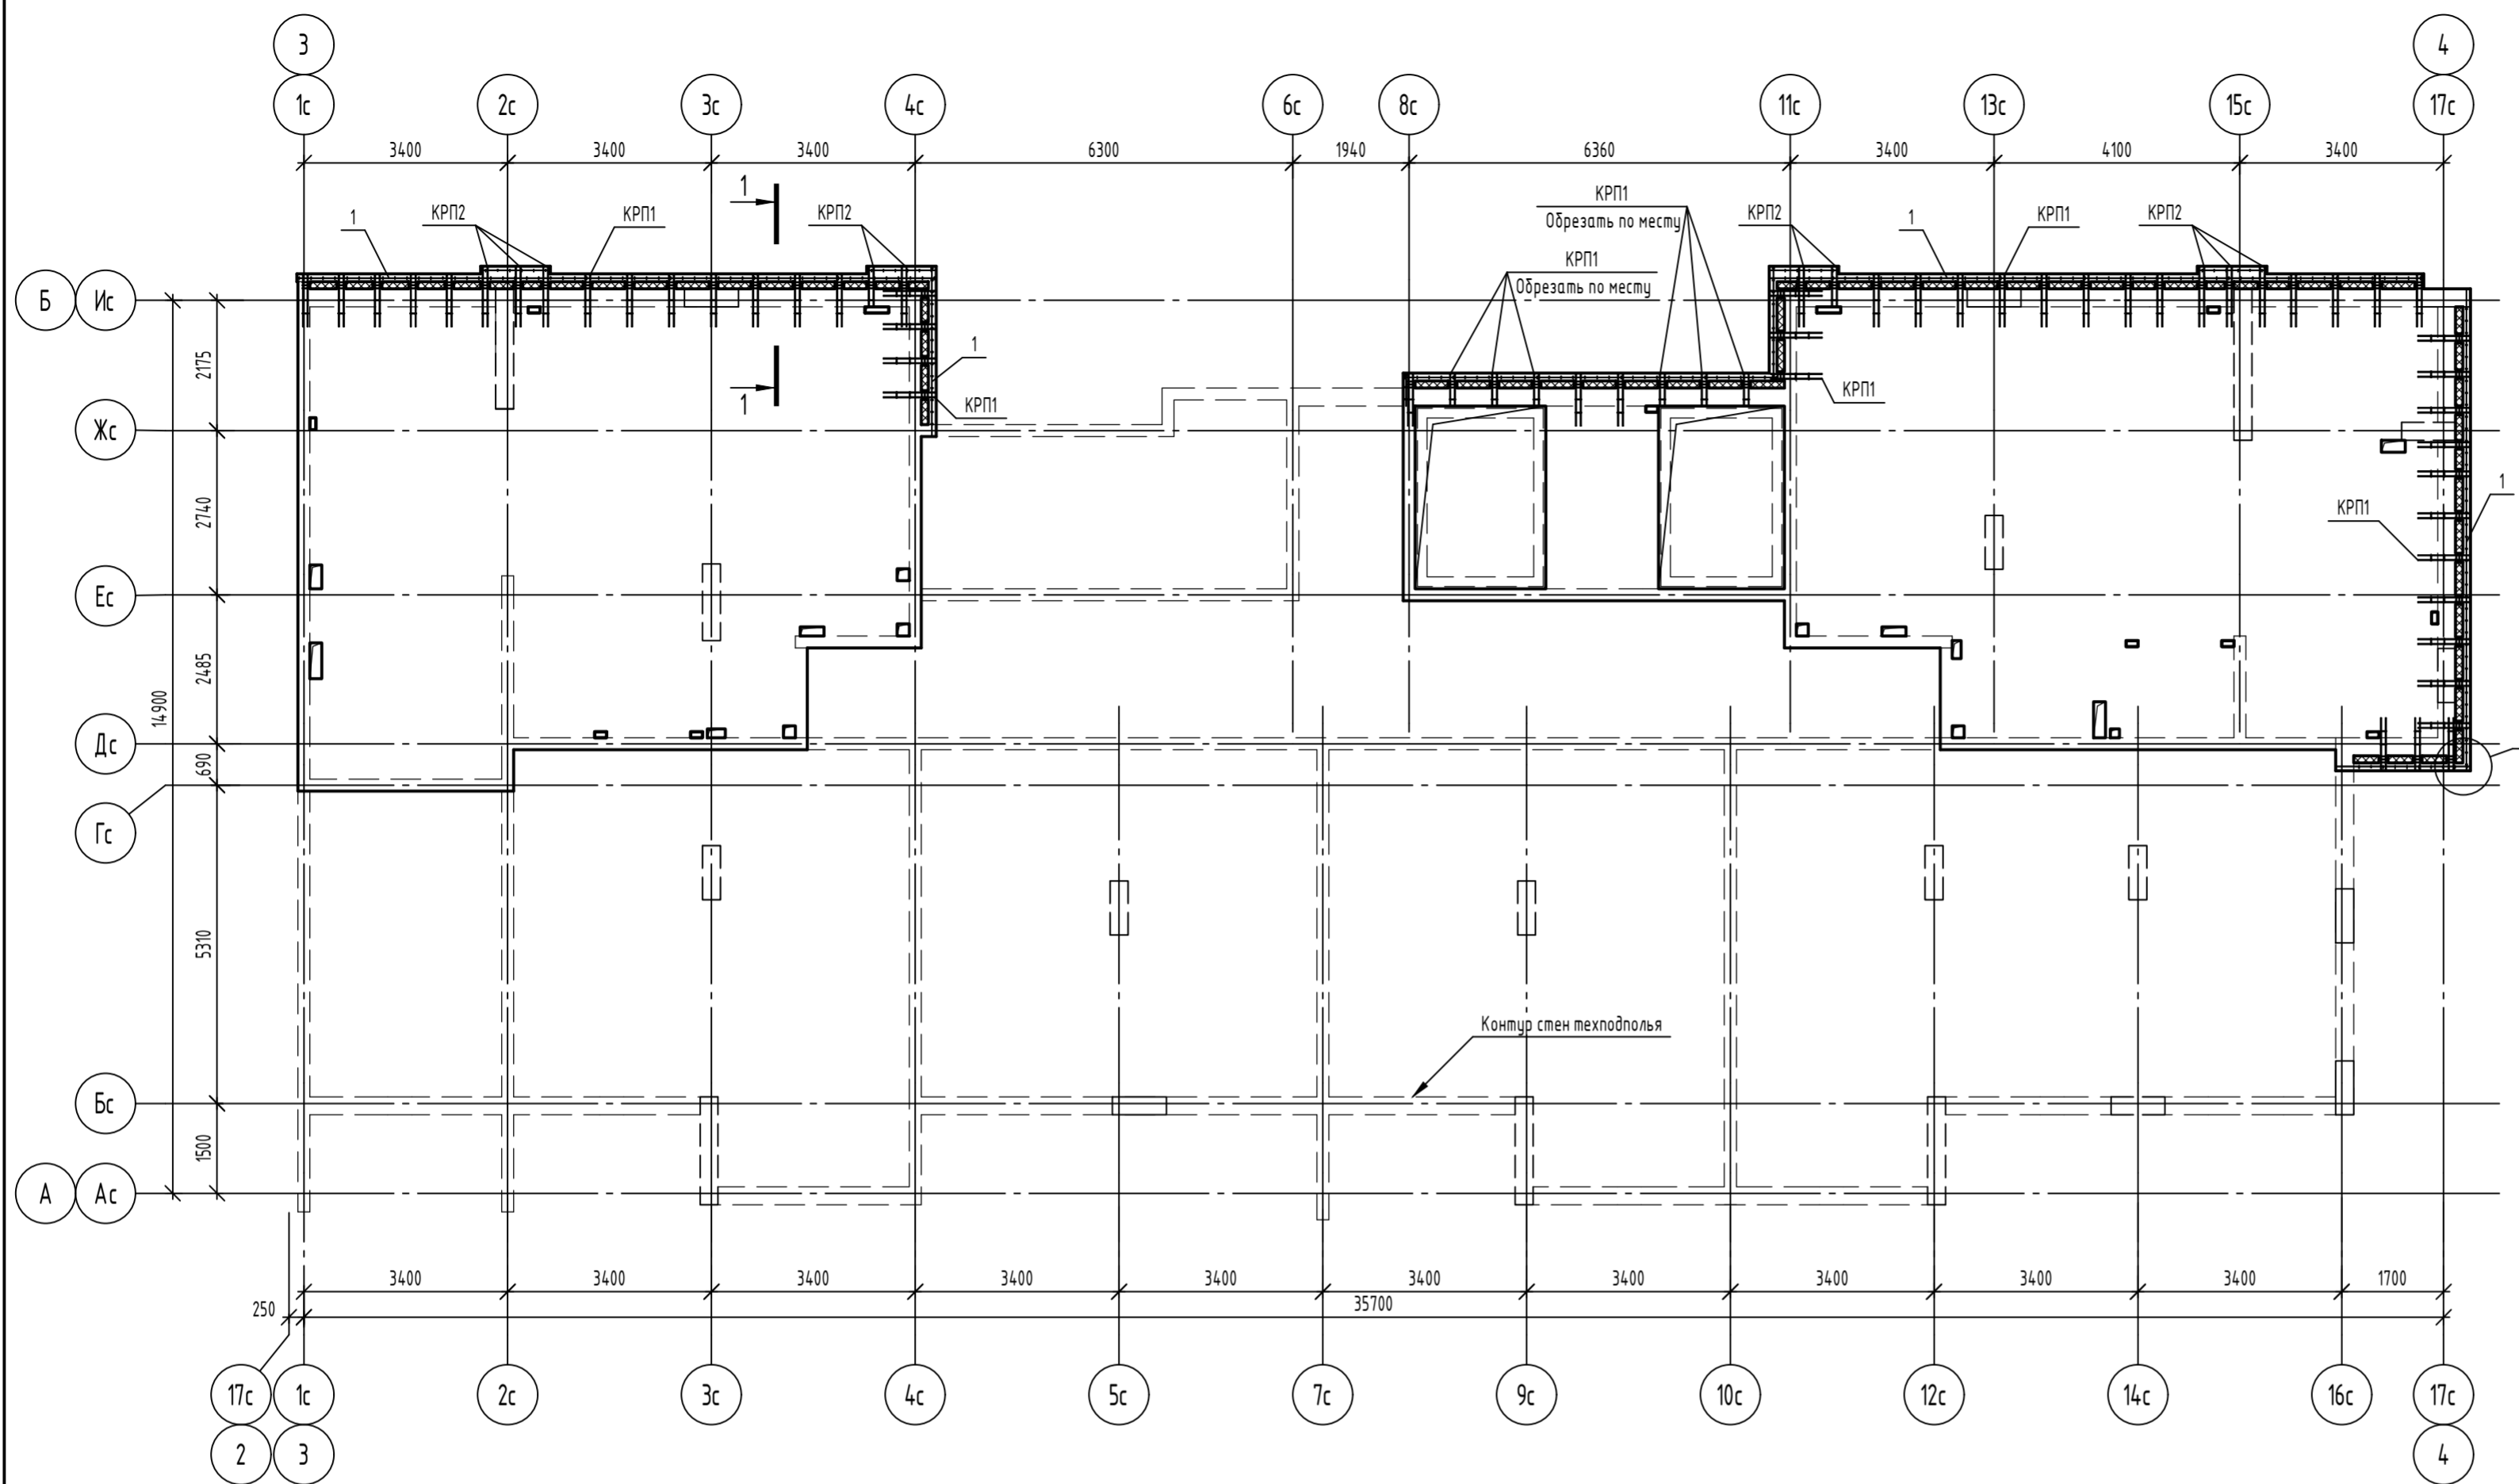 3
4
1с
2с
3с
4с
6с
8с
11с
13с
15с
17с
3400
3400
3400
6300
1940
6360
3400
4100
3400
1
КРП2
КРП1
1
КРП2
КРП1
Обрезать по месту
КРП1
Обрезать по месту
КРП2
1
КРП1
КРП2
Б
Ис
2175
1
1
КРП1
КРП1
Жс
2740
КРП1
1
Ес
2485
14900
Дс
690
Гс
5310
Контур стен техподполья
Бс
1500
А
Ас
3400
3400
3400
3400
3400
3400
3400
3400
3400
3400
1700
250
35700
17с
1с
2с
3с
4с
5с
7с
9с
10с
12с
14с
16с
17с
2
3
4